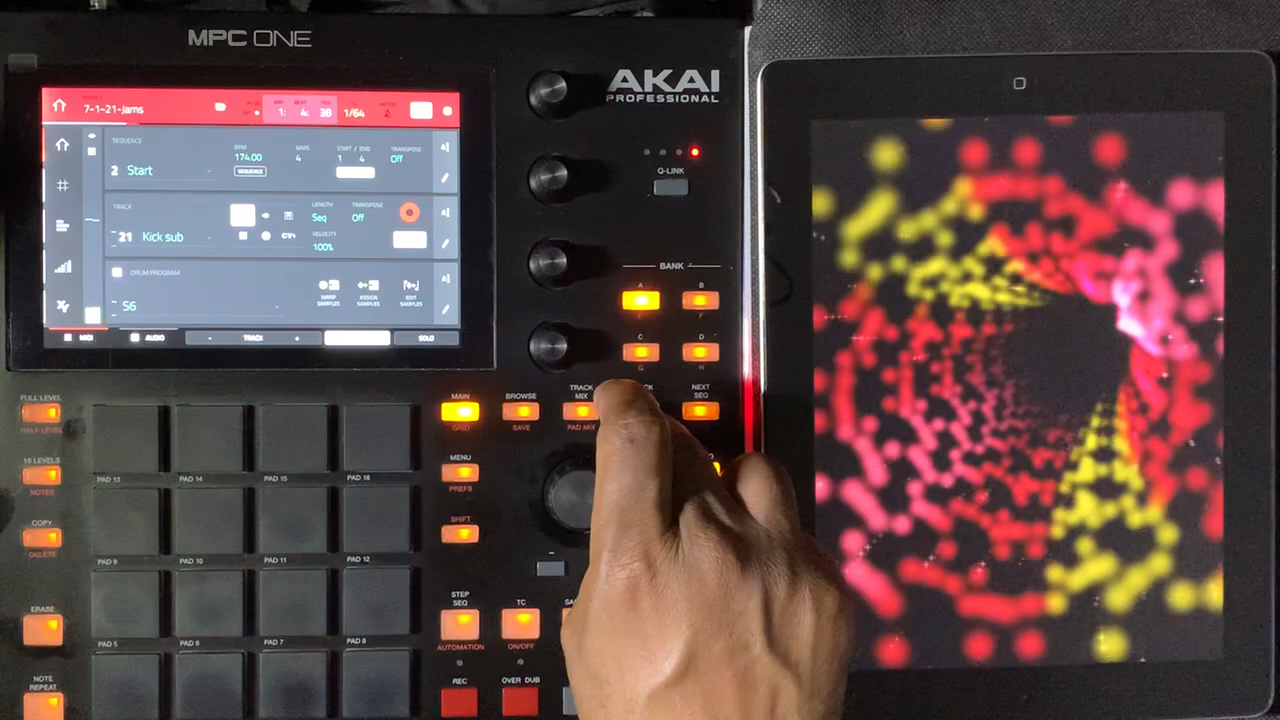 MPC ONE
AKAI
PROFESSIONAL
7-1-21-Jams
1: 4: 38
1/64
SEQUENCE
BPM
BARS
START / END
TRANSPOSE
2 Start
174.00
4
1 4
Off
SEQUENCE
TRACK
LENGTH
TRANSPOSE
Seq
Off
21 Kick sub
CV
VELOCITY
100%
DRUM PROGRAM
S6
SAMPLES
ASSIGN
SAMPLES
EDIT
SAMPLES
MIDI
AUDIO
- TRACK +
SOLO
Q-LINK
BANK
A
B
F
C
D
G
H
FULL LEVEL
HALF LEVEL
MAIN
GRID
BROWSE
SAVE
TRACK
MIX
PAD MIX
NEXT
SEQ
16 LEVELS
NOTES
MENU
PREFS
COPY
DELETE
SHIFT
PAD 13
PAD 14
PAD 15
PAD 16
PAD 9
PAD 10
PAD 11
PAD 12
PAD 5
PAD 6
PAD 7
PAD 8
ERASE
STEP
SEQ
AUTOMATION
TC
ON/OFF
NOTE
REPEAT
REC
OVER DUB